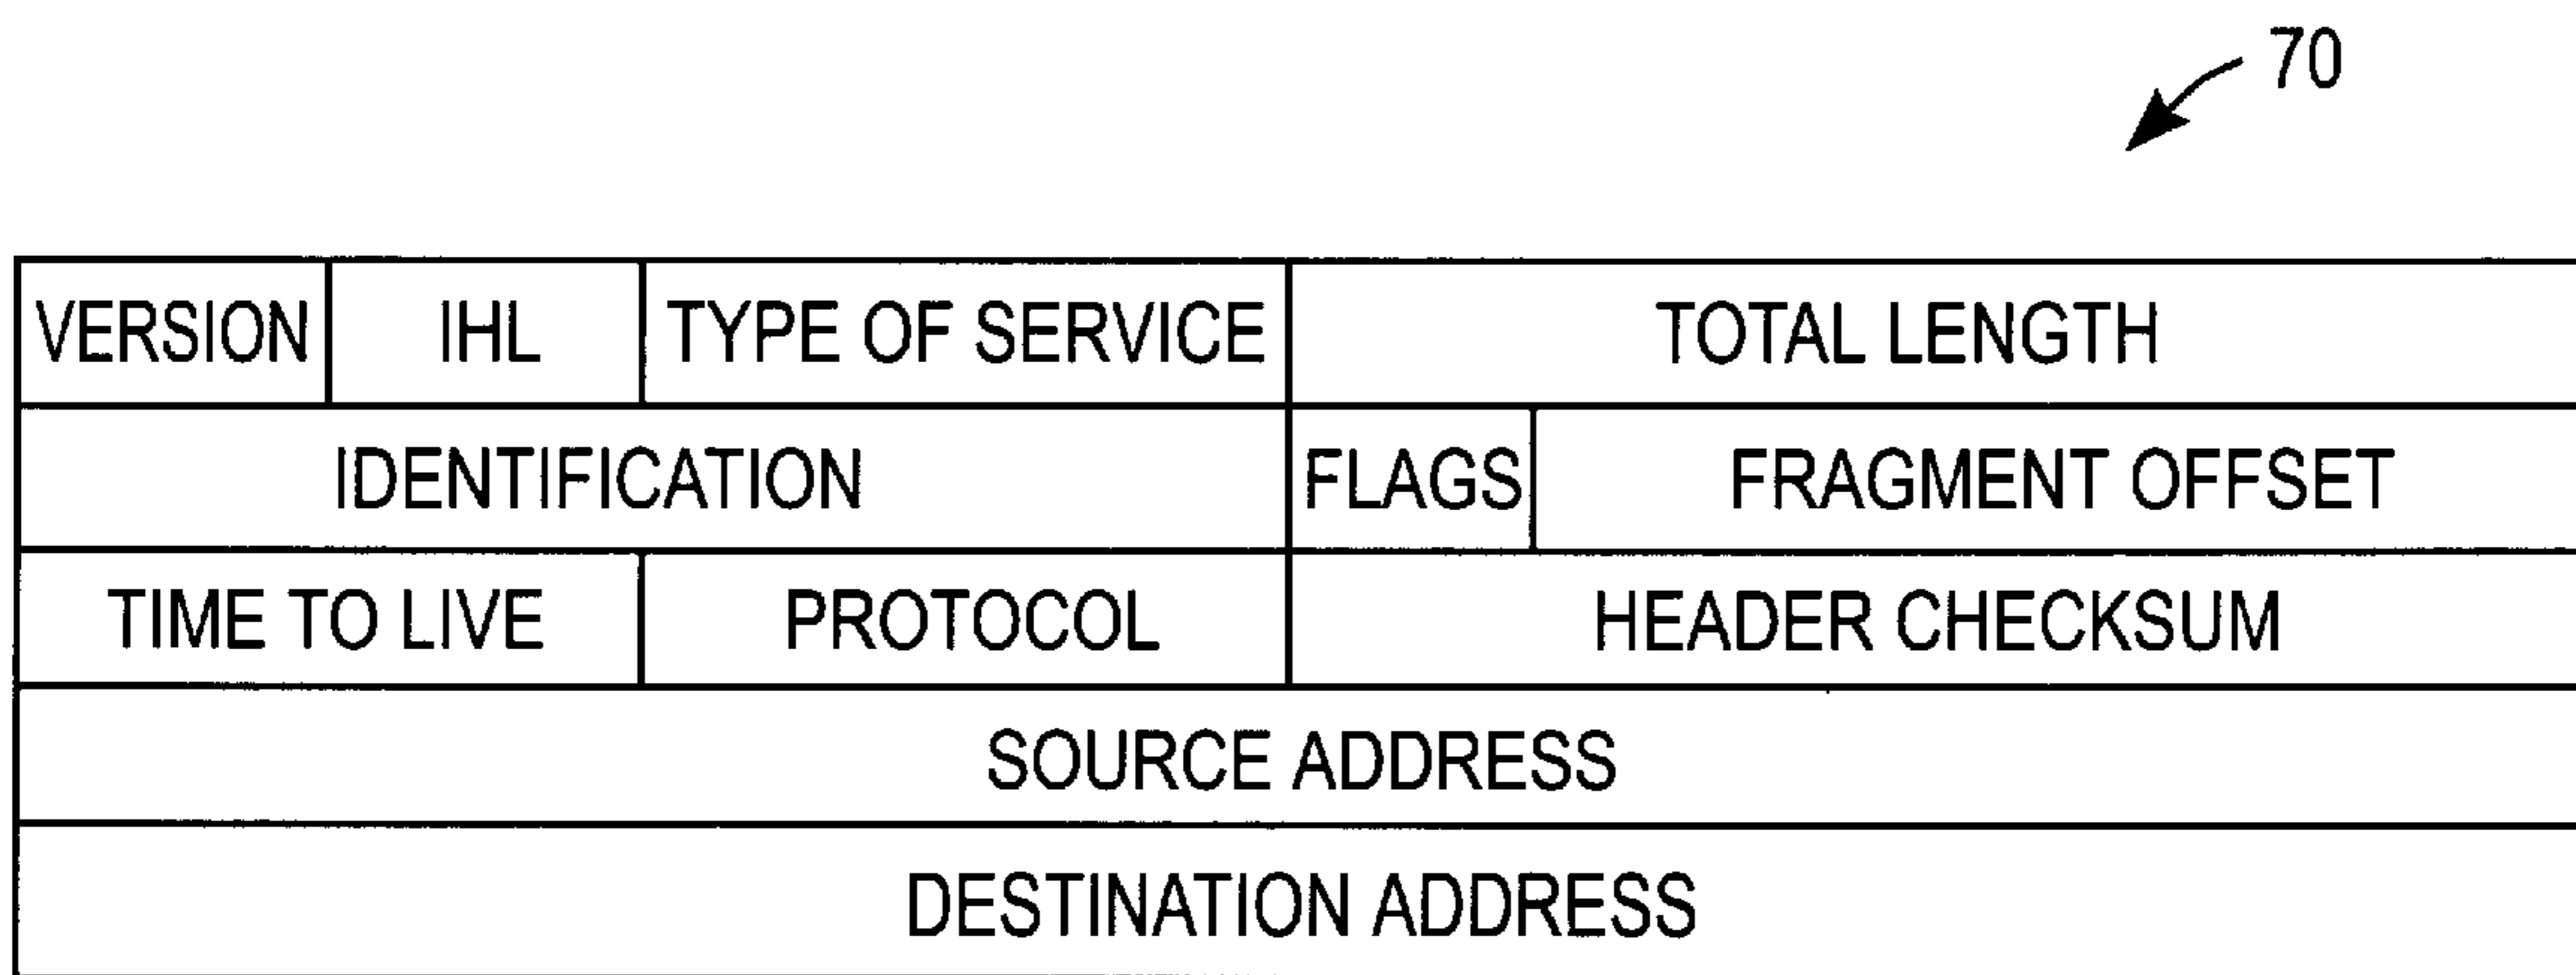 70
VERSION IHL TYPE OF SERVICE TOTAL LENGTH
IDENTIFICATION FLAGS FRAGMENT OFFSET
TIME TO LIVE PROTOCOL HEADER CHECKSUM
SOURCE ADDRESS
DESTINATION ADDRESS